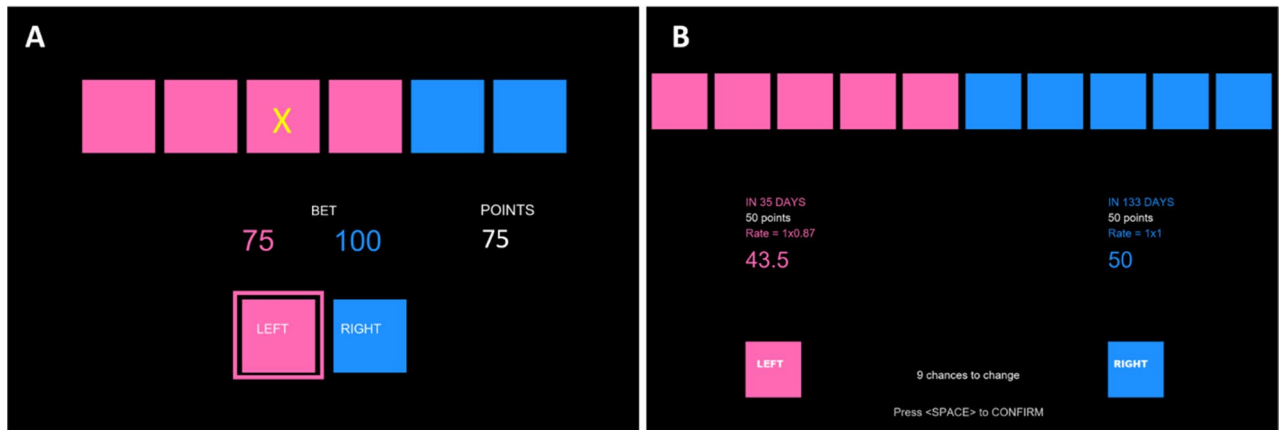 A
X
BET
POINTS
75
100
75
LEFT
RIGHT
B
IN 35 DAYS
50 points
Rate = 1x0.87
43.5
IN 133 DAYS
50 points
Rate = 1x1
50
LEFT
RIGHT
9 chances to change
Press <SPACE> to CONFIRM